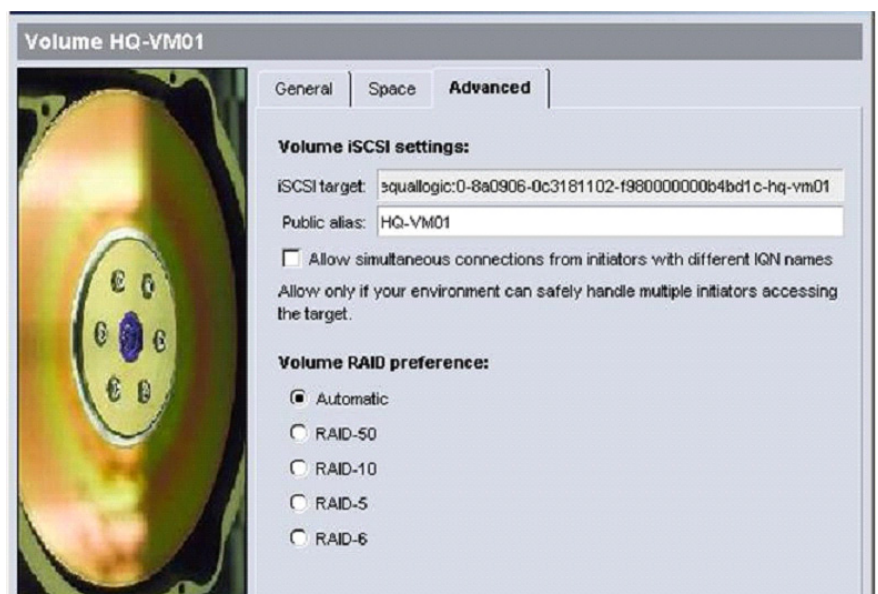 Volume HQ-VM01
General Space Advanced
Volume iSCSI settings:
iSCSI target: equallogic:0-8a0906-0c3181102-f980000000b4bd1c-hq-vm01
Public alias: HQ-VM01
Allow simultaneous connections from initiators with different IQN names
Allow only if your environment can safely handle multiple initiators accessing
the target.
Volume RAID preference:
Automatic
RAID-50
RAID-10
RAID-5
RAID-6